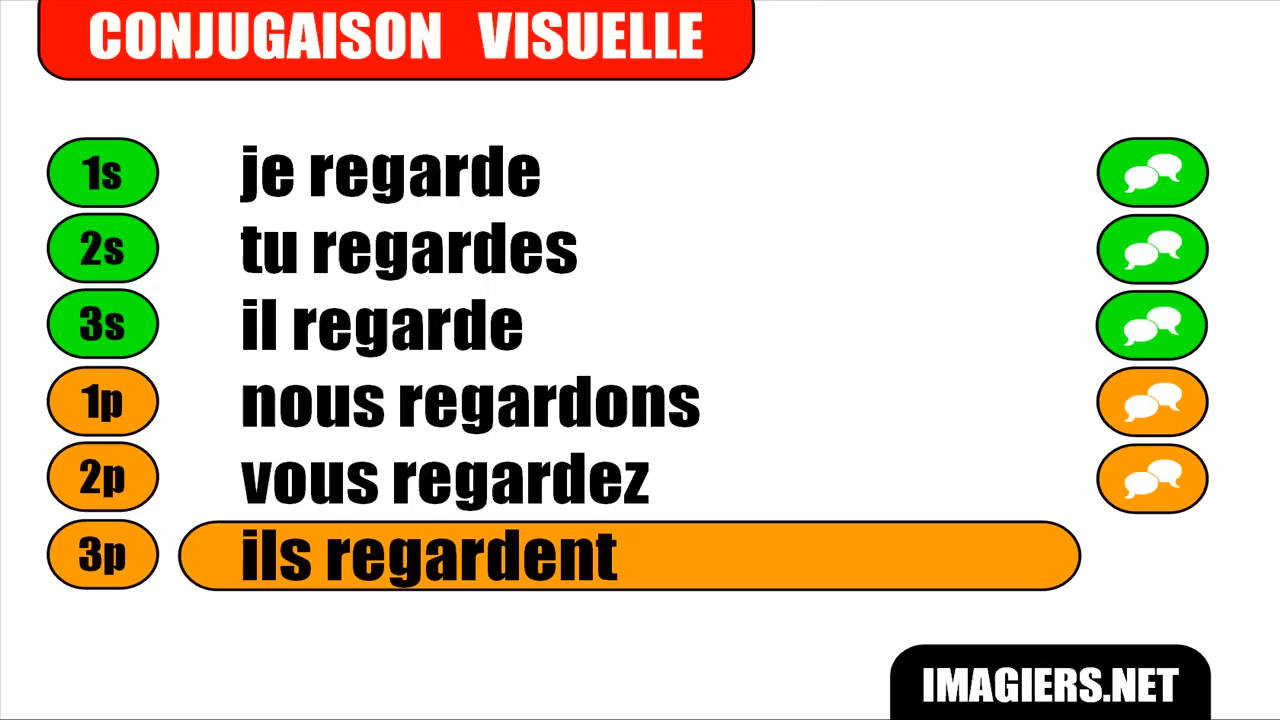 CONJUGAISON VISUELLE
1s je regarde
2s tu regardes
3s il regarde
1p nous regardons
2p vous regardez
3p ils regardent
IMAGIERS.NET